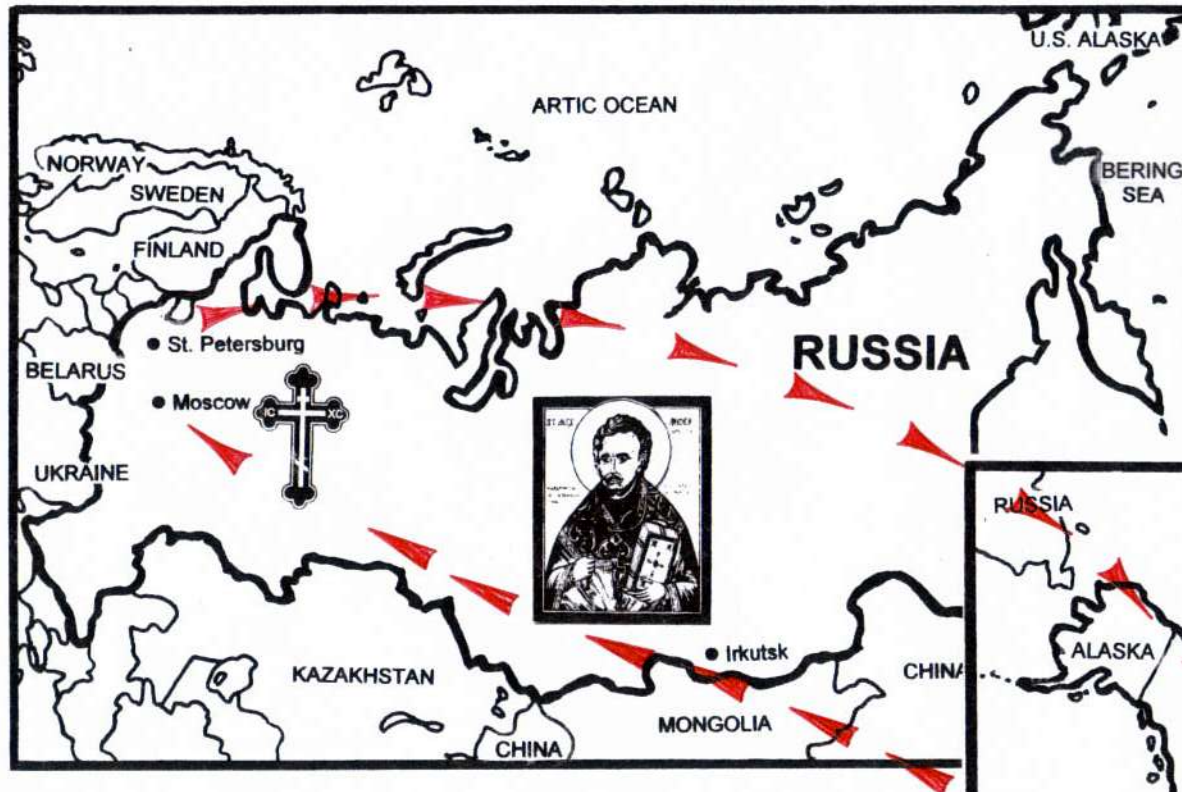 U.S. ALASKA
ARTIC OCEAN
NORWAY
SWEDEN
FINLAND
BERING
SEA
St. Petersburg
BELARUS
Moscow
RUSSIA
IC XC
UKRAINE
RUSSIA
Irkutsk
ALASKA
KAZAKHSTAN
CHINA
MONGOLIA
CHINA